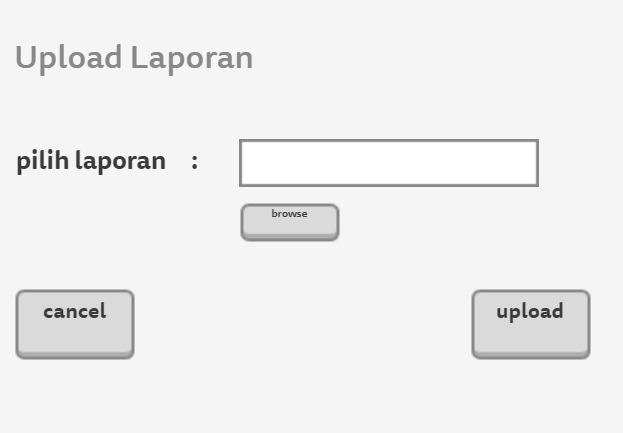 Upload Laporan
pilih laporan :
browse
cancel
upload